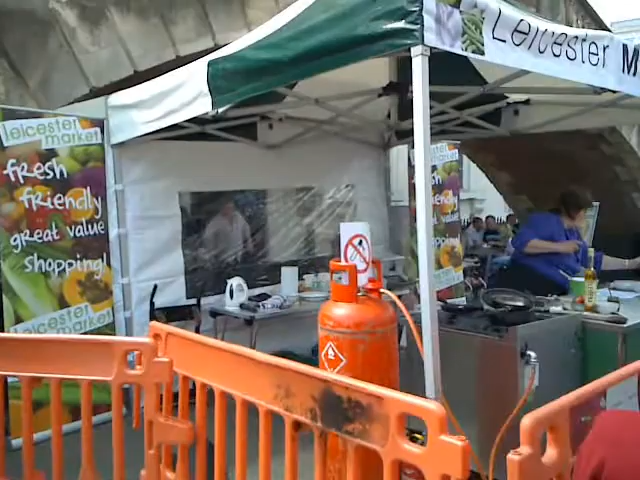 Leicester M
leicester
market
fresh
friendly
great value
shopping!
leicester
market